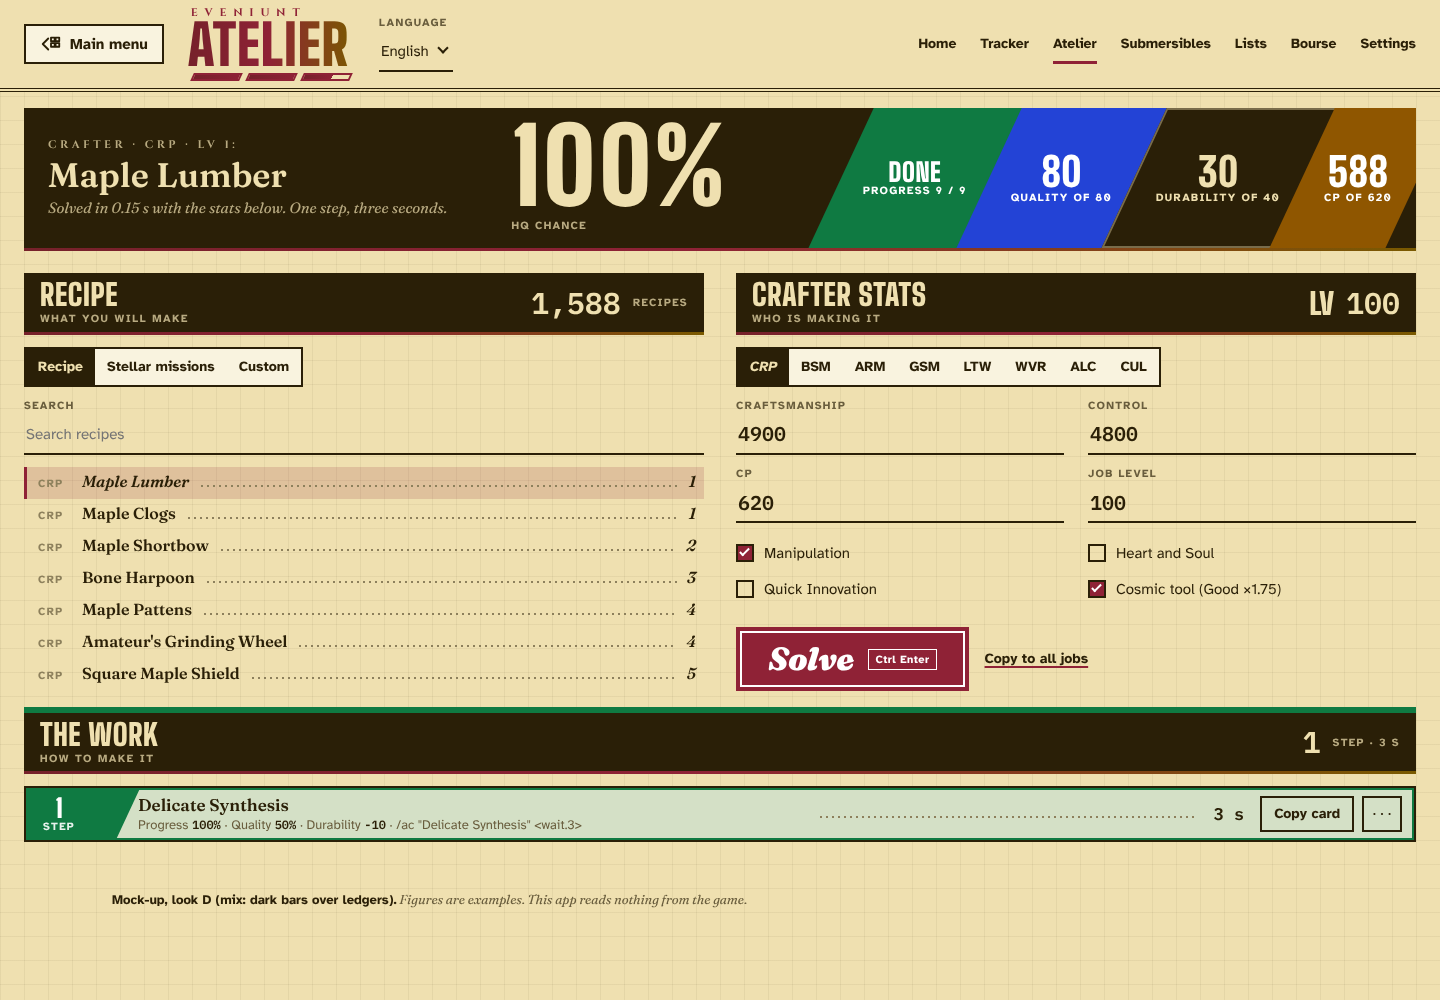 Main menu
EVENIUNT
ATELIER
LANGUAGE
English
Home
Tracker
Atelier
Submersibles
Lists
Bourse
Settings
CRAFTER · CRP · LV 1:
Maple Lumber
Solved in 0.15 s with the stats below. One step, three seconds.
100%
HQ CHANCE
DONE
PROGRESS 9 / 9
80
QUALITY OF 80
30
DURABILITY OF 40
588
CP OF 620
RECIPE
WHAT YOU WILL MAKE
1,588 RECIPES
CRAFTER STATS
WHO IS MAKING IT
LV 100
Recipe
Stellar missions
Custom
SEARCH
Search recipes
CRP Maple Lumber 1
CRP Maple Clogs 1
CRP Maple Shortbow 2
CRP Bone Harpoon 3
CRP Maple Pattens 4
CRP Amateur's Grinding Wheel 4
CRP Square Maple Shield 5
CRP
BSM
ARM
GSM
LTW
WVR
ALC
CUL
CRAFTSMANSHIP
4900
CONTROL
4800
CP
620
JOB LEVEL
100
Manipulation
Heart and Soul
Quick Innovation
Cosmic tool (Good ×1.75)
Solve
Ctrl Enter
Copy to all jobs
THE WORK
HOW TO MAKE IT
1 STEP · 3 S
1
STEP
Delicate Synthesis
Progress 100% · Quality 50% · Durability -10 · /ac "Delicate Synthesis" <wait.3>
3 s
Copy card
···
Mock-up, look D (mix: dark bars over ledgers). Figures are examples. This app reads nothing from the game.